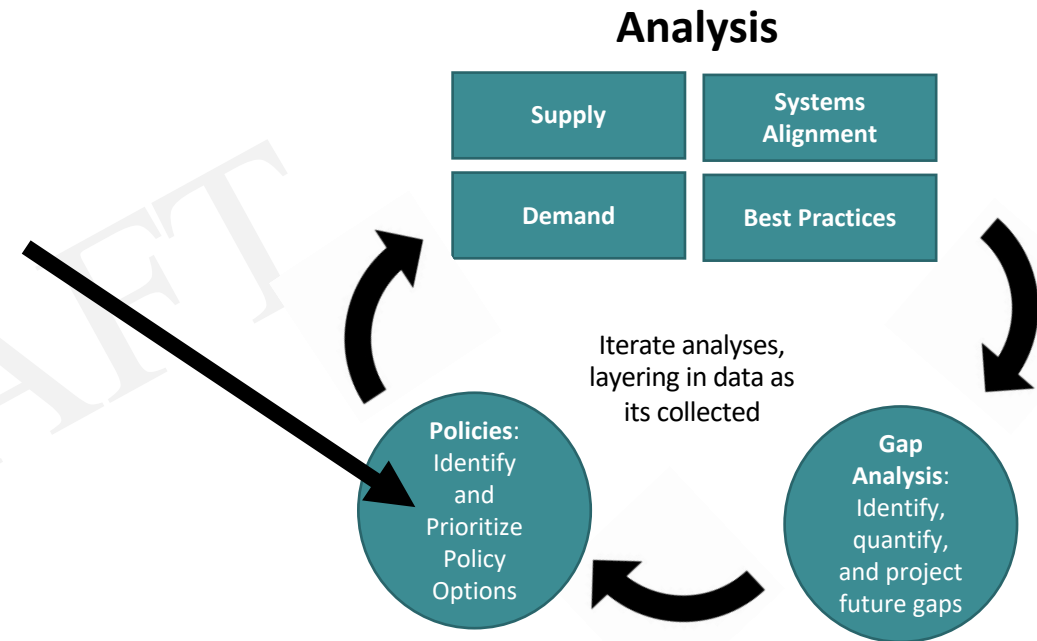 Analysis
Supply
Systems
Alignment
Demand
Best Practices
Iterate analyses,
layering in data as
its collected
Policies:
Identify
and
Prioritize
Policy
Options
Gap
Analysis:
Identify,
quantify,
and project
future gaps
AFT